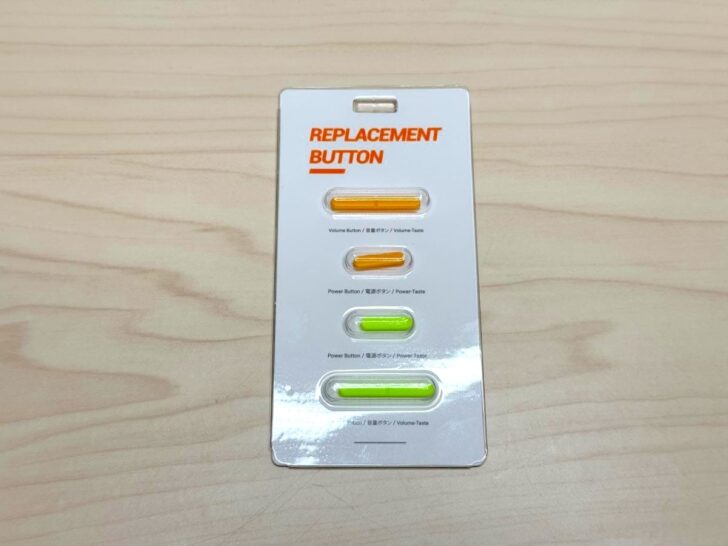 REPLACEMENT
BUTTON
Volume Button / 音量ボタン / Volume-Taste
Power Button / 電源ボタン / Power-Taste
Power Button / 電源ボタン / Power-Taste
/ 音量ボタン / Volume-Taste